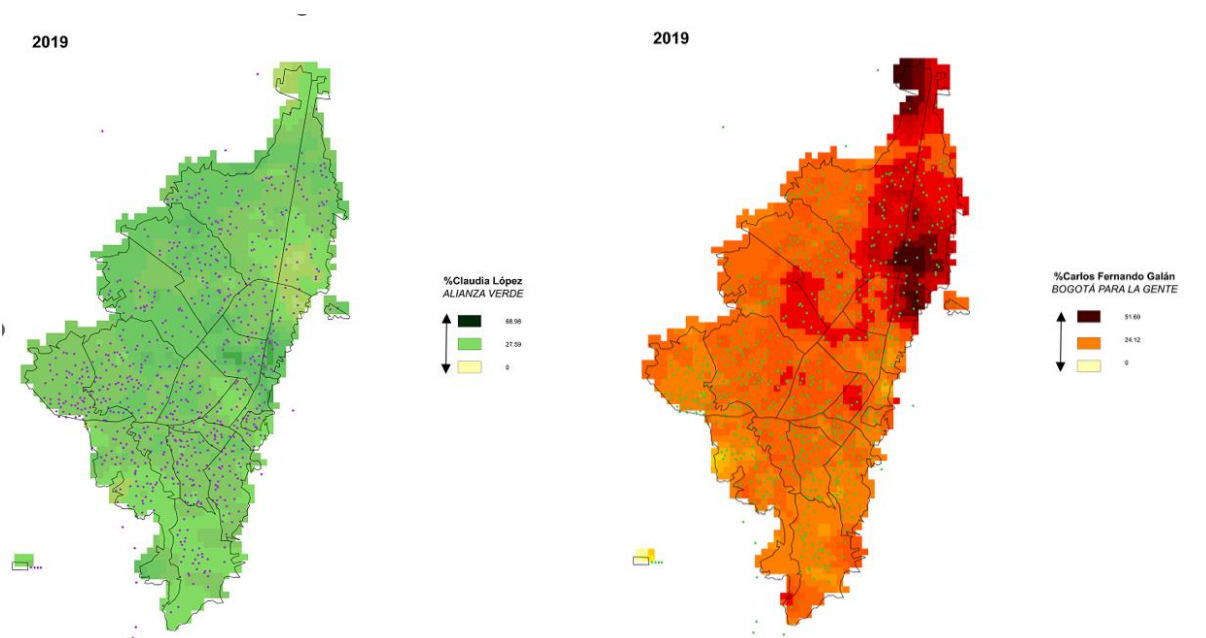 2019
%Claudia López
ALIANZA VERDE
68.98
27.59
0
2019
%Carlos Fernando Galán
BOGOTÁ PARA LA GENTE
51.69
24.12
0